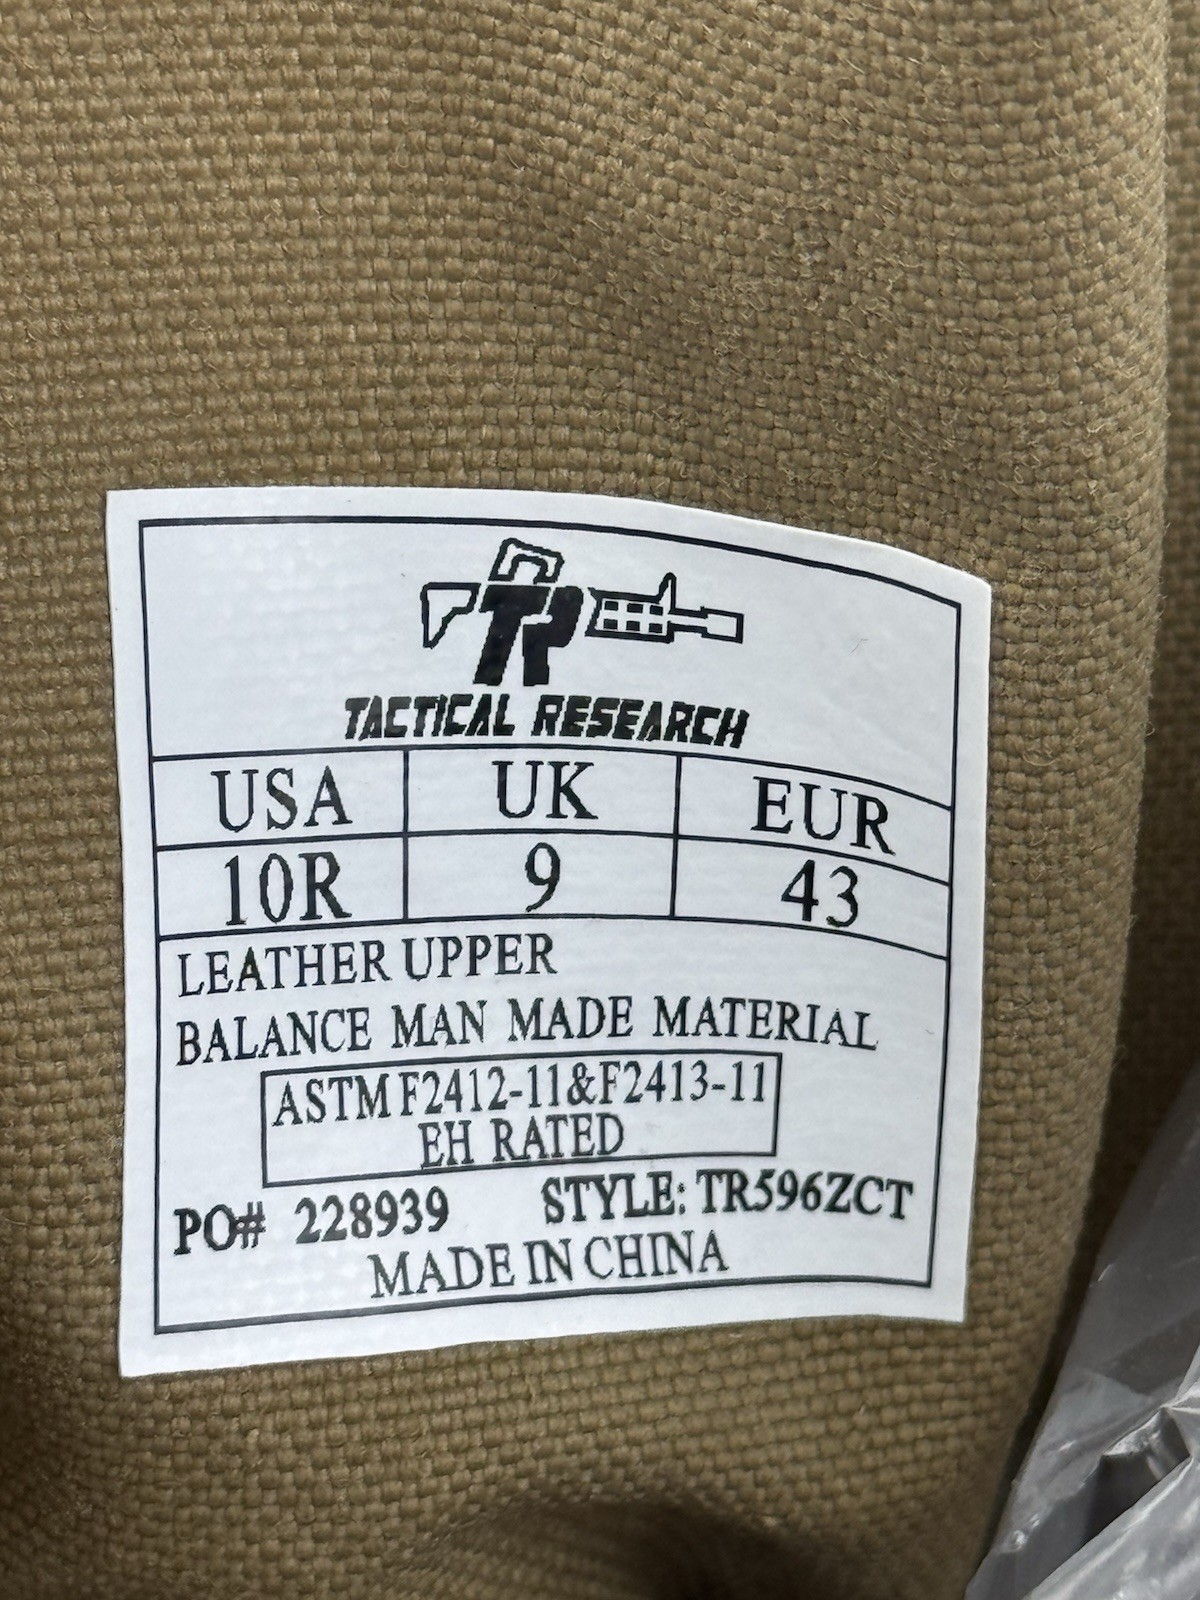 TR
TACTICAL RESEARCH
USA UK EUR
10R 9 43
LEATHER UPPER
BALANCE MAN MADE MATERIAL
ASTM F2412-11&F2413-11
EH RATED
PO# 228939 STYLE: TR596ZCT
MADE IN CHINA